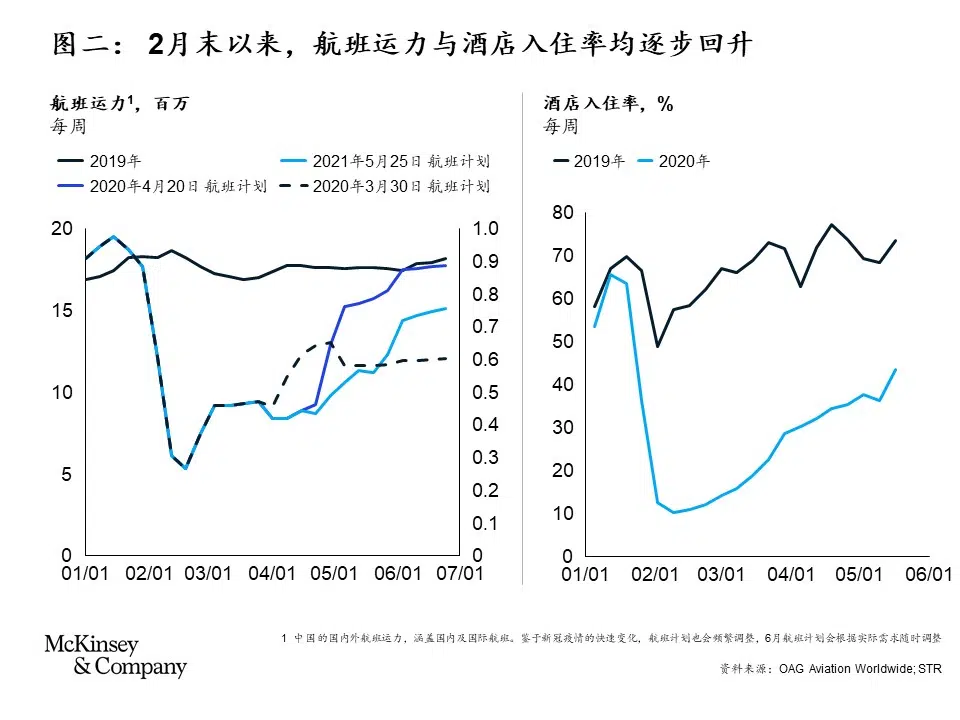 图二： 2月末以来，航班运力与酒店入住率均逐步回升
航班运力1，百万
每周
2019年
2021年5月25日 航班计划
2020年4月20日 航班计划
2020年3月30日 航班计划
20
15
10
5
0
1.0
0.9
0.8
0.7
0.6
0.5
0.4
0.3
0.2
0.1
0
01/01 02/01 03/01 04/01 05/01 06/01 07/01
酒店入住率，%
每周
2019年 2020年
80
70
60
50
40
30
20
10
0
01/01 02/01 03/01 04/01 05/01 06/01
1 中国的国内外航班运力，涵盖国内及国际航班。鉴于新冠疫情的快速变化，航班计划也会频繁调整，6月航班计划会根据实际需求随时调整
McKinsey
& Company
资料来源：OAG Aviation Worldwide; STR